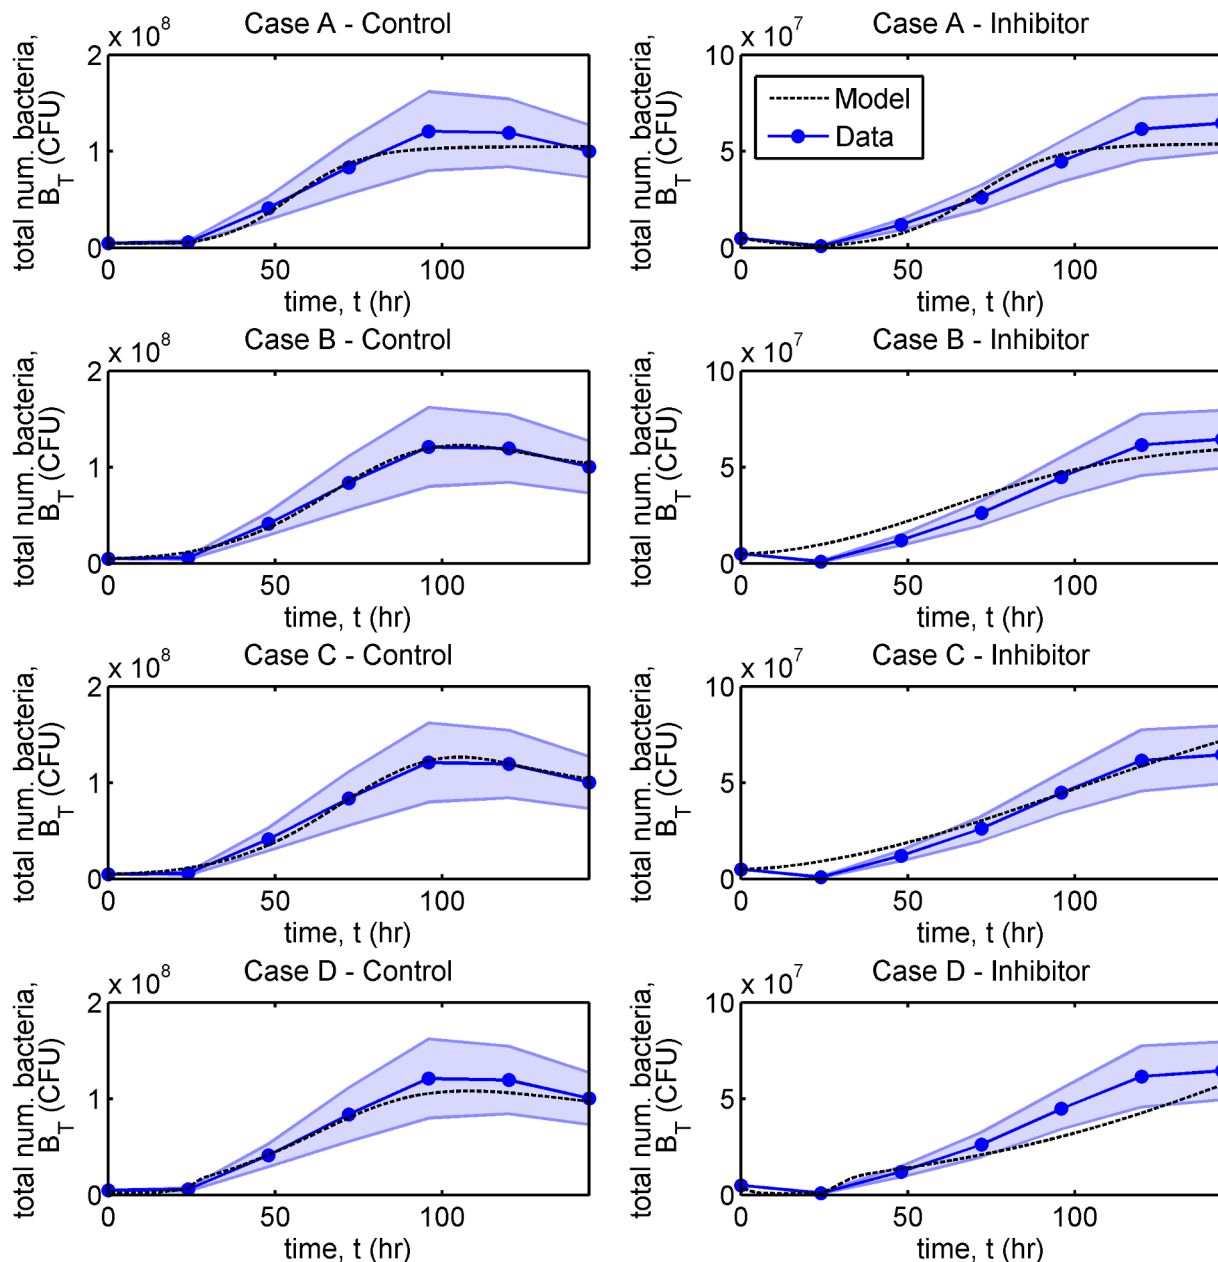 Case A - Control
x 10^8
total num. bacteria,
B_T (CFU)
2
1
0
0
50
100
time, t (hr)
Case A - Inhibitor
x 10^7
total num. bacteria,
B_T (CFU)
10
5
0
0
50
100
time, t (hr)
Model
Data
Case B - Control
x 10^8
total num. bacteria,
B_T (CFU)
2
1
0
0
50
100
time, t (hr)
Case B - Inhibitor
x 10^7
total num. bacteria,
B_T (CFU)
10
5
0
0
50
100
time, t (hr)
Case C - Control
x 10^8
total num. bacteria,
B_T (CFU)
2
1
0
0
50
100
time, t (hr)
Case C - Inhibitor
x 10^7
total num. bacteria,
B_T (CFU)
10
5
0
0
50
100
time, t (hr)
Case D - Control
x 10^8
total num. bacteria,
B_T (CFU)
2
1
0
0
50
100
time, t (hr)
Case D - Inhibitor
x 10^7
total num. bacteria,
B_T (CFU)
10
5
0
0
50
100
time, t (hr)